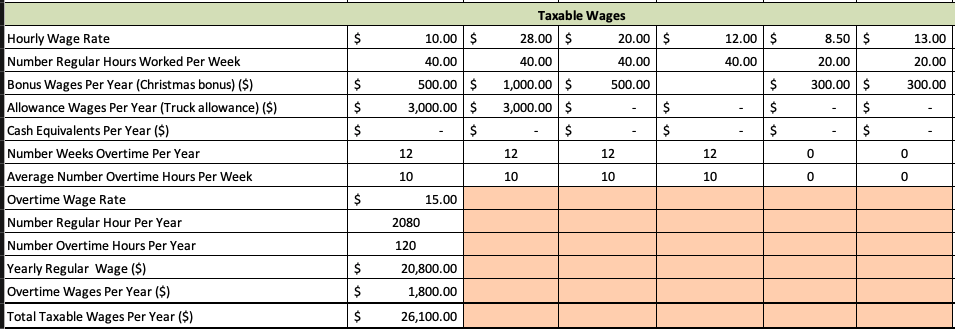 Taxable Wages
Hourly Wage Rate $ 10.00 $ 28.00 $ 20.00 $ 12.00 $ 8.50 $ 13.00
Number Regular Hours Worked Per Week 40.00 40.00 40.00 40.00 20.00 20.00
Bonus Wages Per Year (Christmas bonus) ($) $ 500.00 $ 1,000.00 $ 500.00 $ 300.00 $ 300.00
Allowance Wages Per Year (Truck allowance) ($) $ 3,000.00 $ 3,000.00 $ - $ - $ - $ -
Cash Equivalents Per Year ($) $ - $ - $ - $ - $ - $ -
Number Weeks Overtime Per Year 12 12 12 12 0 0
Average Number Overtime Hours Per Week 10 10 10 10 0 0
Overtime Wage Rate $ 15.00
Number Regular Hour Per Year 2080
Number Overtime Hours Per Year 120
Yearly Regular Wage ($) $ 20,800.00
Overtime Wages Per Year ($) $ 1,800.00
Total Taxable Wages Per Year ($) $ 26,100.00